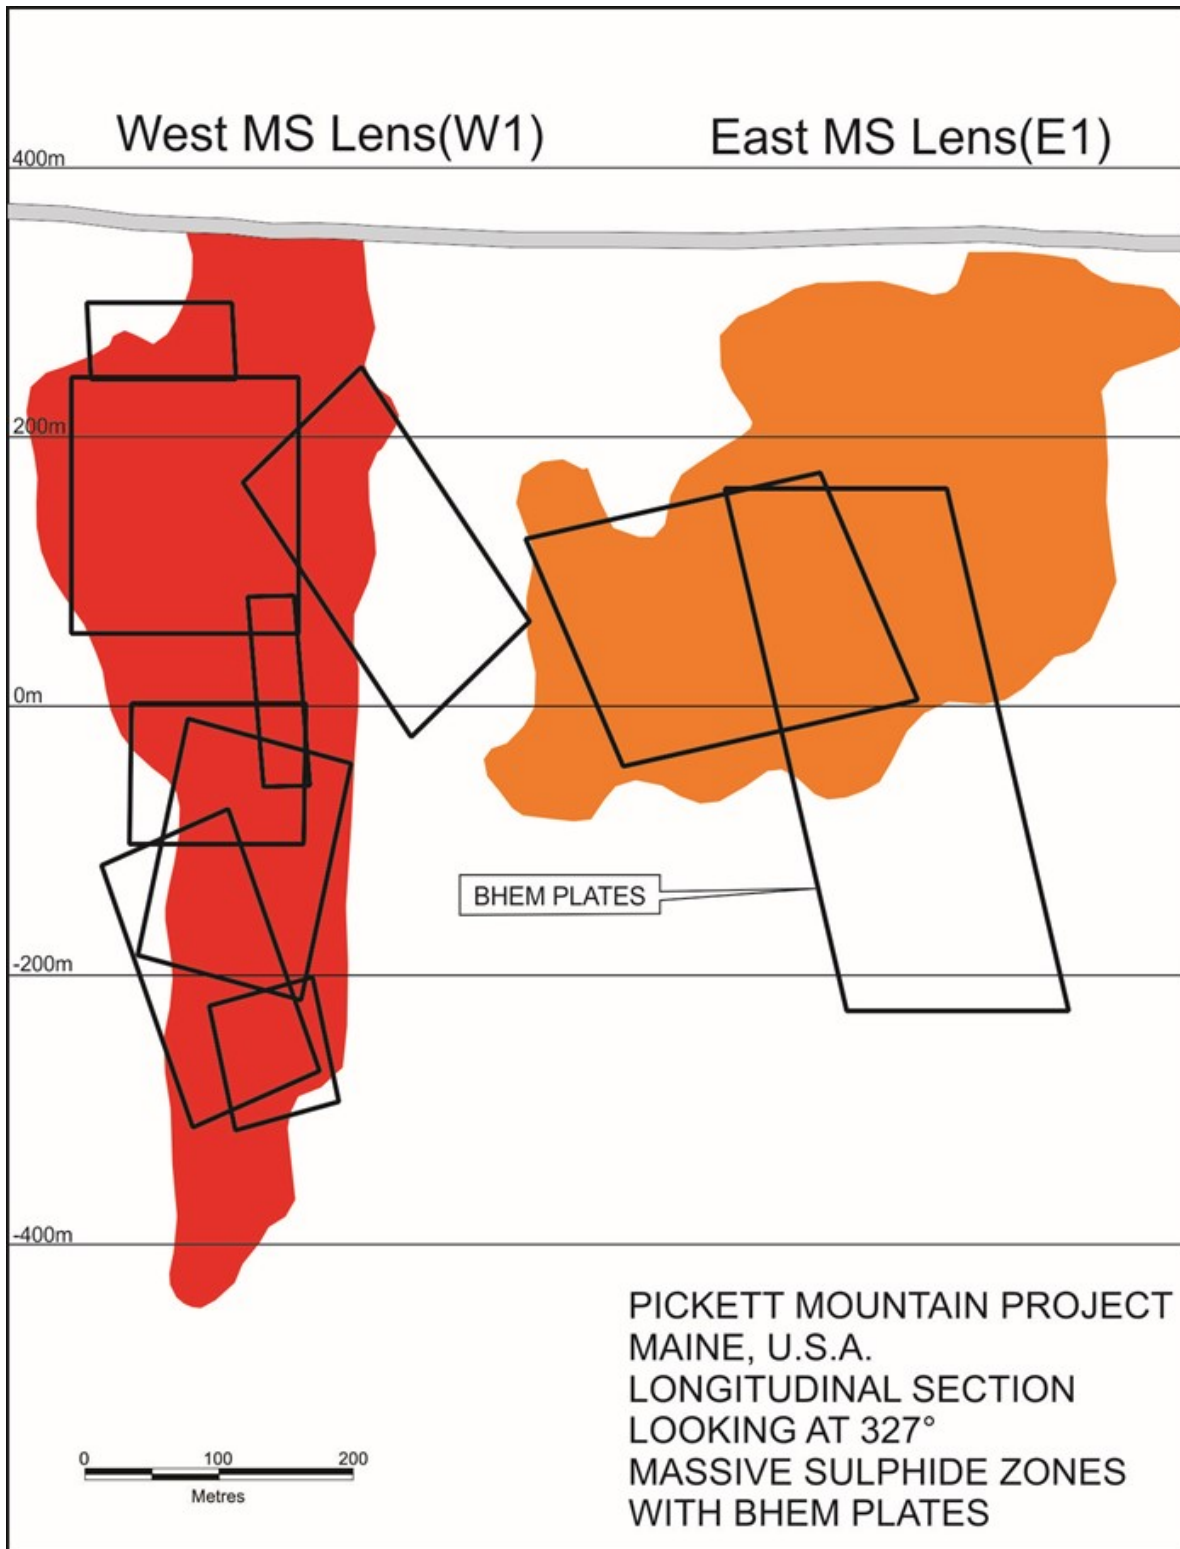 West MS Lens(W1)
East MS Lens(E1)
400m
200m
0m
BHEM PLATES
-200m
-400m
PICKETT MOUNTAIN PROJECT
MAINE, U.S.A.
LONGITUDINAL SECTION
LOOKING AT 327°
MASSIVE SULPHIDE ZONES
WITH BHEM PLATES
0 100 200
Metres